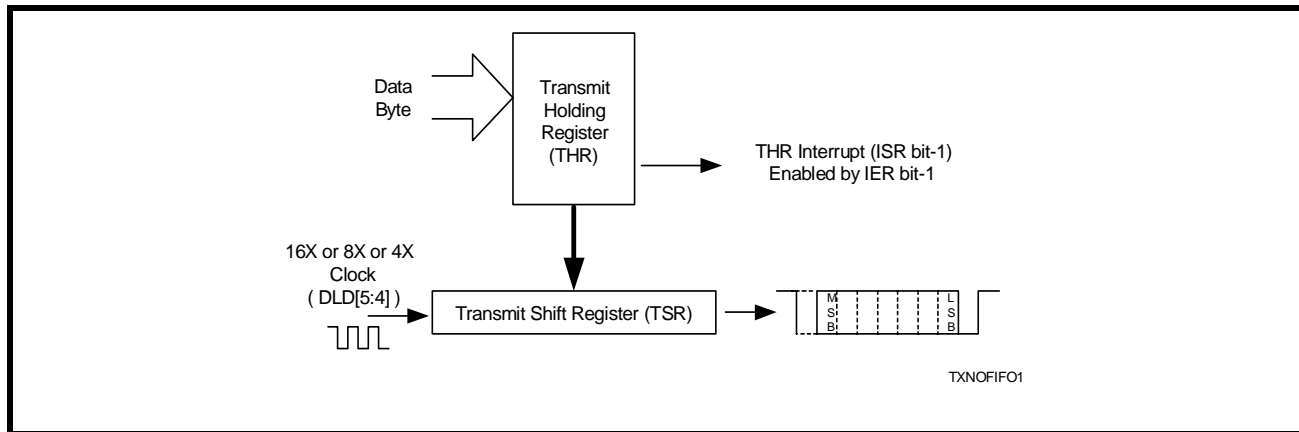 Data
Byte
Transmit
Holding
Register
(THR)
THR Interrupt (ISR bit-1)
Enabled by IER bit-1
16X or 8X or 4X
Clock
( DLD[5:4] )
Transmit Shift Register (TSR)
M
S
B
L
S
B
TXNOFIFO1